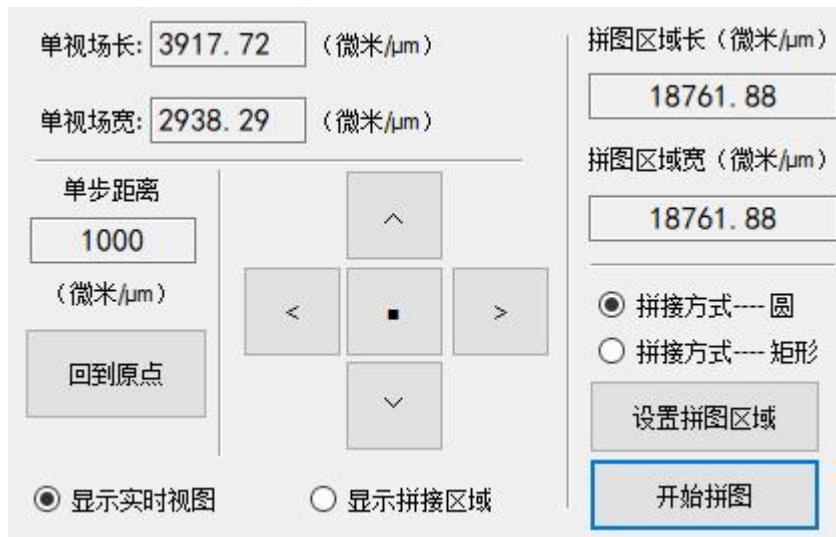 单视场长: 3917.72 （微米/μm）
单视场宽: 2938.29 （微米/μm）
单步距离
1000
（微米/μm）
回到原点
^
< ■ >
﹀
显示实时视图
显示拼接区域
拼图区域长（微米/μm）
18761.88
拼图区域宽（微米/μm）
18761.88
拼接方式----圆
拼接方式----矩形
设置拼图区域
开始拼图